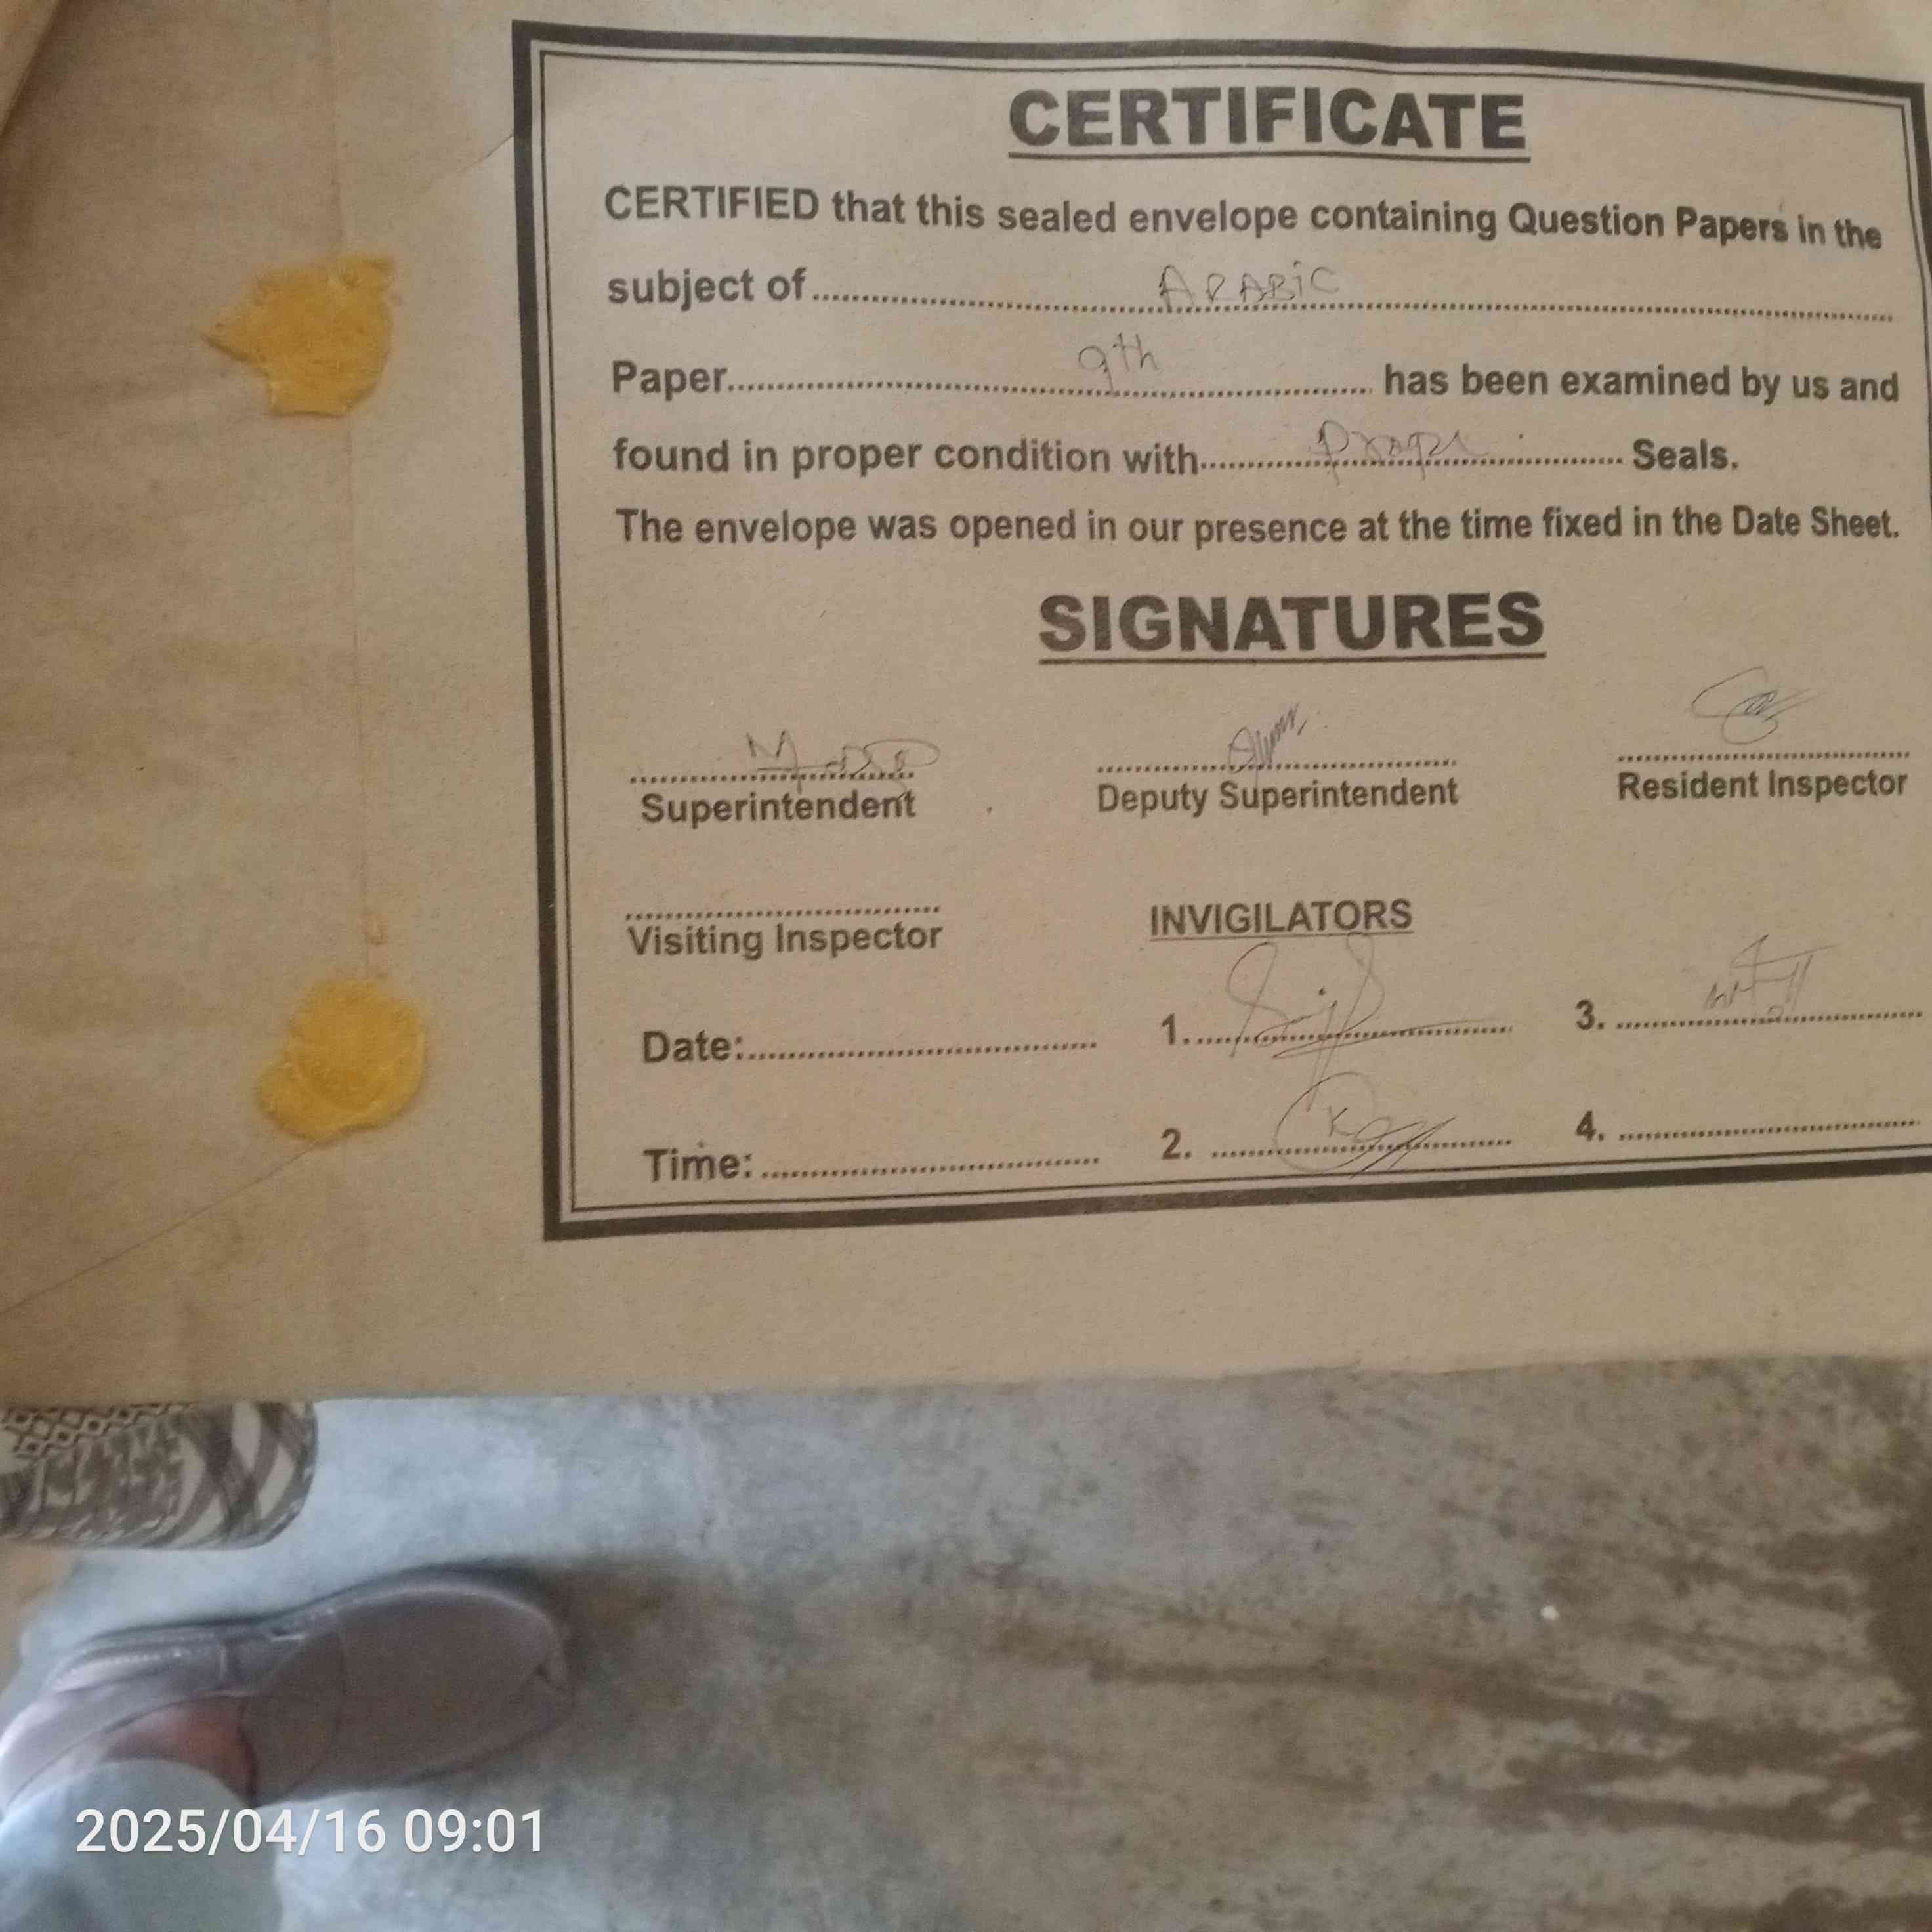 CERTIFICATE
CERTIFIED that this sealed envelope containing Question Papers in the
subject of.......... ARABiC ..........
Paper.......... 9th .......... has been examined by us and
found in proper condition with.................... Seals.
The envelope was opened in our presence at the time fixed in the Date Sheet.
SIGNATURES
Superintendent Deputy Superintendent Resident Inspector
Visiting Inspector INVIGILATORS
Date:.......... 1........... 3. ..........
Time:.......... 2. .......... 4. ..........
2025/04/16 09:01